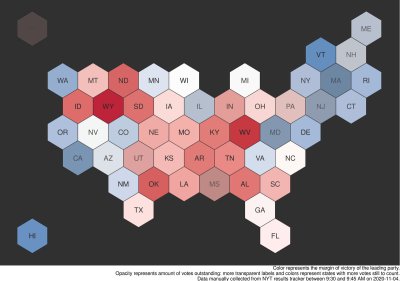 ME
VT NH
WA MT ND MN WI MI NY MA RI
ID WY SD IA IL IN OH PA NJ CT
OR NV CO NE MO KY WV MD DE
CA AZ UT KS AR TN VA NC
NM OK LA MS AL SC
TX GA
HI FL
Color represents the margin of victory of the leading party.
Opacity represents amount of votes outstanding: more transparent labels and colors represent states with more votes still to count.
Data manually collected from NYT results tracker between 9:30 and 9:45 AM on 2020-11-04.